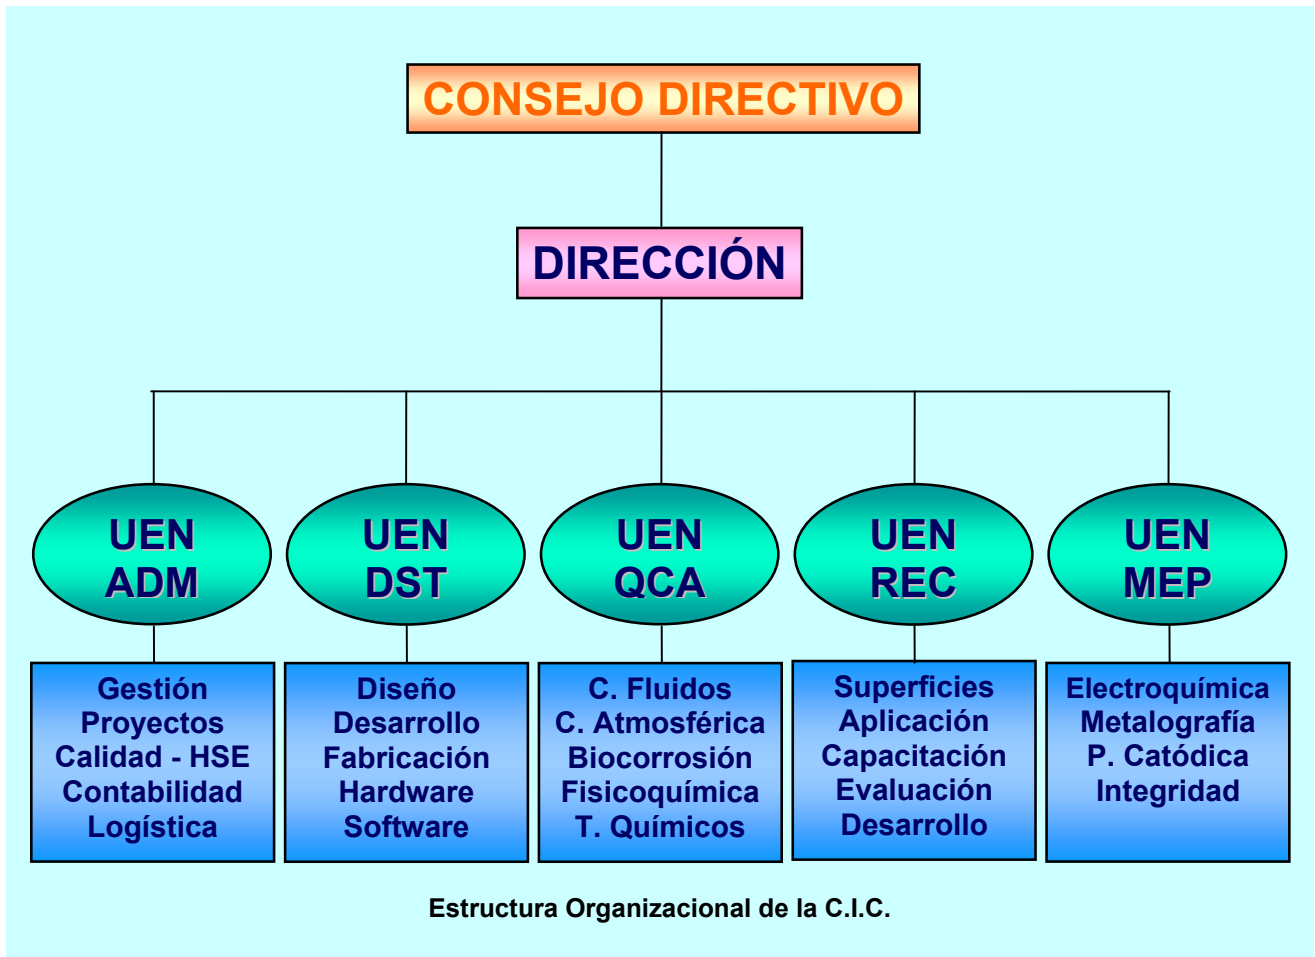 CONSEJO DIRECTIVO
DIRECCIÓN
UEN
ADM
UEN
DST
UEN
QCA
UEN
REC
UEN
MEP
Gestión
Proyectos
Calidad - HSE
Contabilidad
Logística
Diseño
Desarrollo
Fabricación
Hardware
Software
C. Fluidos
C. Atmosférica
Biocorrosión
Fisicoquímica
T. Químicos
Superficies
Aplicación
Capacitación
Evaluación
Desarrollo
Electroquímica
Metalografía
P. Catódica
Integridad
Estructura Organizacional de la C.I.C.